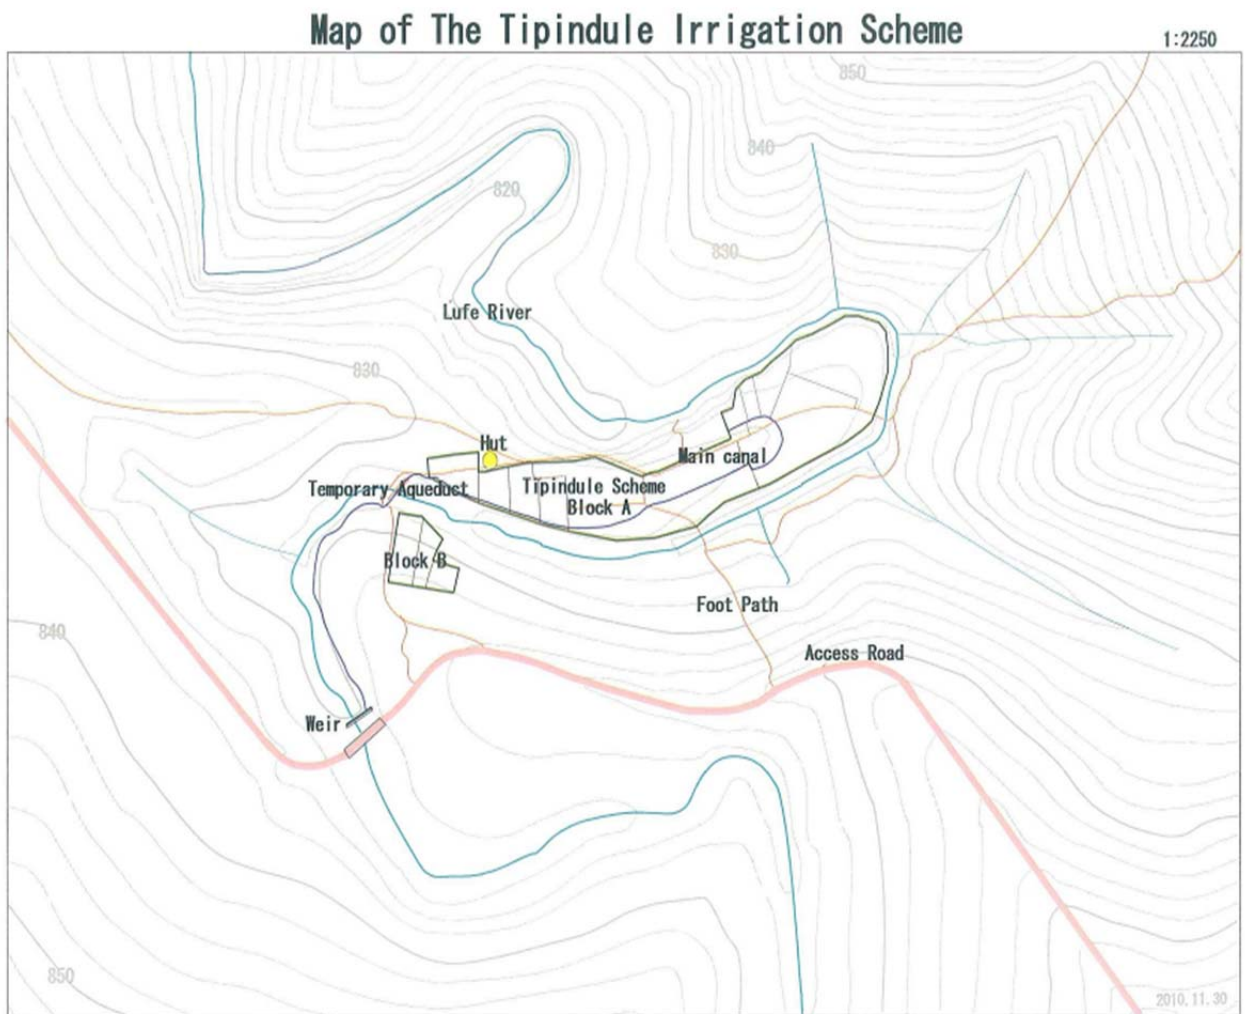 Map of The Tipindule Irrigation Scheme
1:2250
850
840
820
830
Lufe River
830
Hut
Main canal
Temporary Aqueduct
Tipindule Scheme
Block A
Block B
Foot Path
840
Access Road
Weir
850
2010.11.30